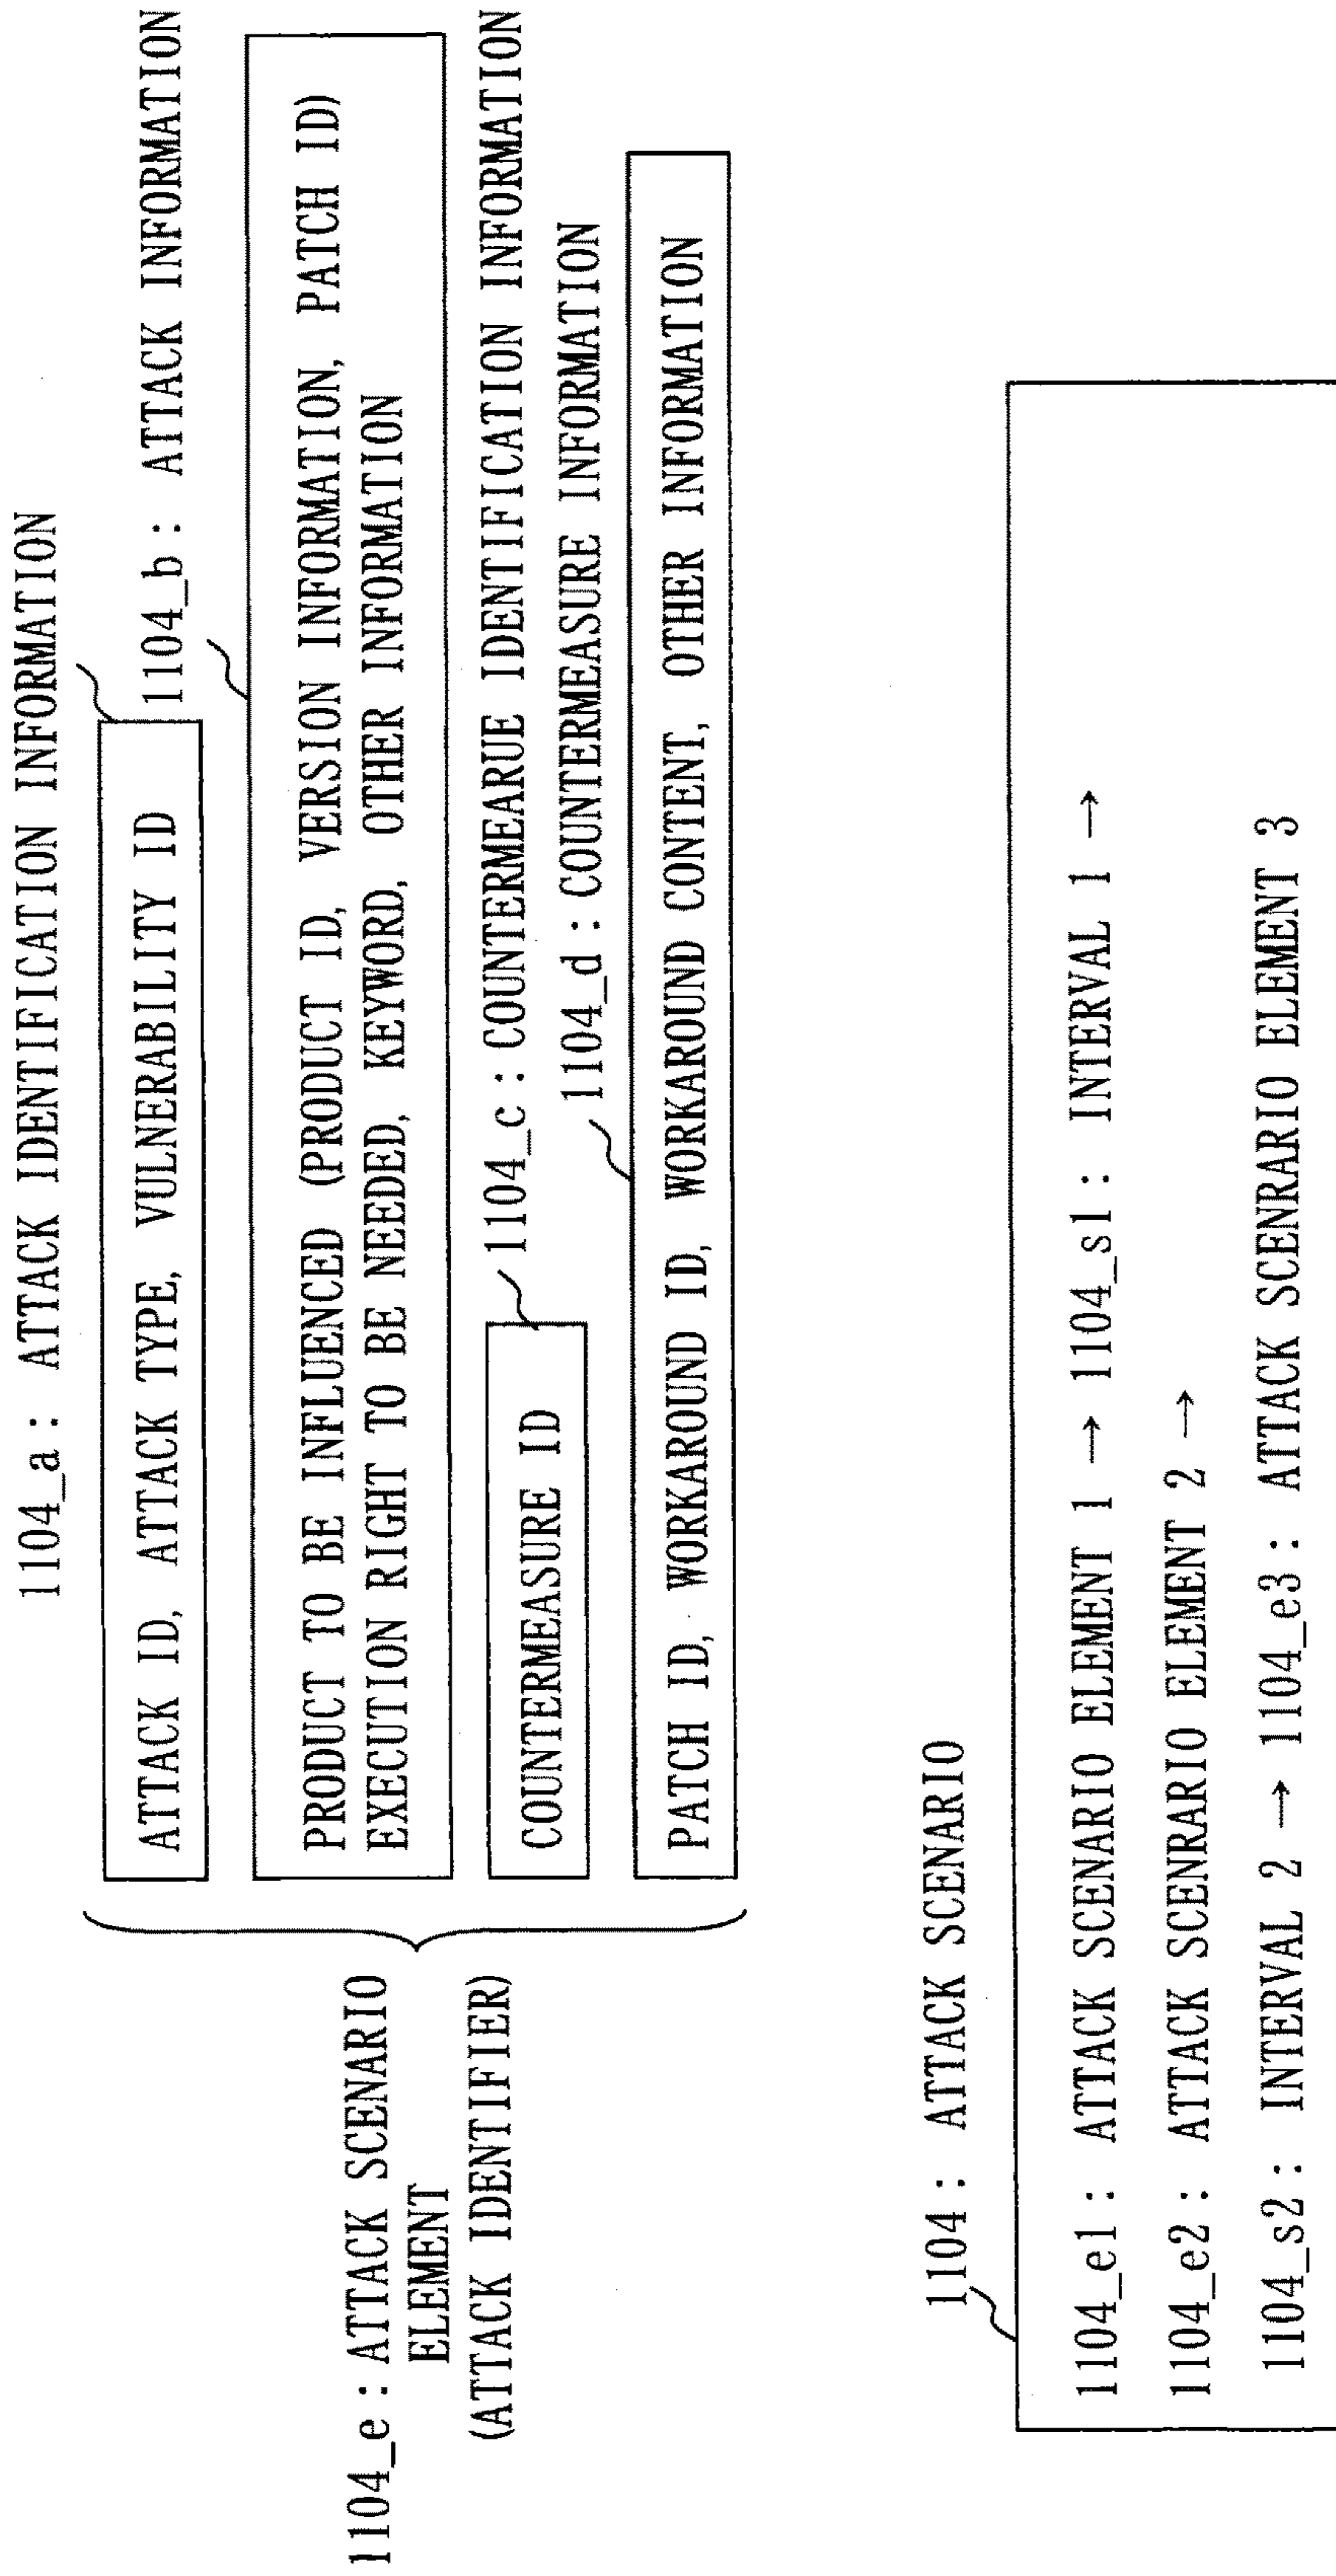 1104_a : ATTACK IDENTIFICATION INFORMATION
ATTACK ID, ATTACK TYPE, VULNERABILITY ID
1104_b : ATTACK INFORMATION
PRODUCT TO BE INFLUENCED (PRODUCT ID, VERSION INFORMATION, PATCH ID)
EXECUTION RIGHT TO BE NEEDED, KEYWORD, OTHER INFORMATION
1104_c : COUNTERMEARUE IDENTIFICATION INFORMATION
COUNTERMEASURE ID
1104_d : COUNTERMEASURE INFORMATION
PATCH ID, WORKAROUND ID, WORKAROUND CONTENT, OTHER INFORMATION
1104_e : ATTACK SCENARIO
ELEMENT
(ATTACK IDENTIFIER)
1104 : ATTACK SCENARIO
1104_e1 : ATTACK SCENARIO ELEMENT 1 → 1104_s1 : INTERVAL 1 →
1104_e2 : ATTACK SCENRARIO ELEMENT 2 →
1104_s2 : INTERVAL 2 → 1104_e3 : ATTACK SCENRARIO ELEMENT 3